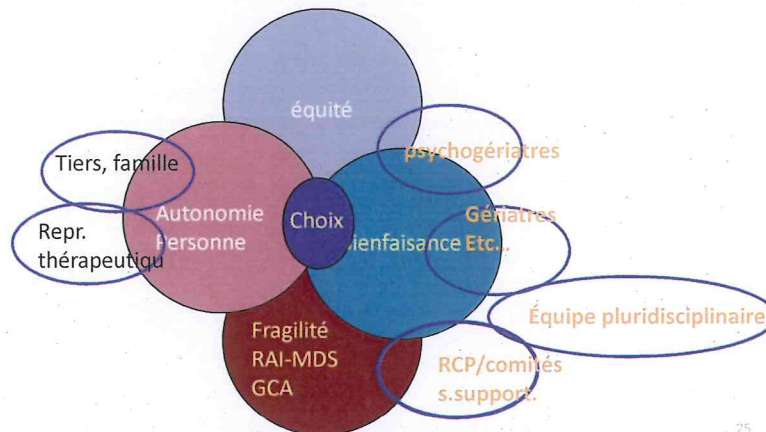 équité
psychogériatres
Tiers, famille
Autonomie
Personne
Choix
Bienfaisance
Gériatres
Etc...
Repr.
thérapeutiqu
Équipe pluridisciplinaire
Fragilité
RAI-MDS
GCA
RCP/comités
s.support.
25